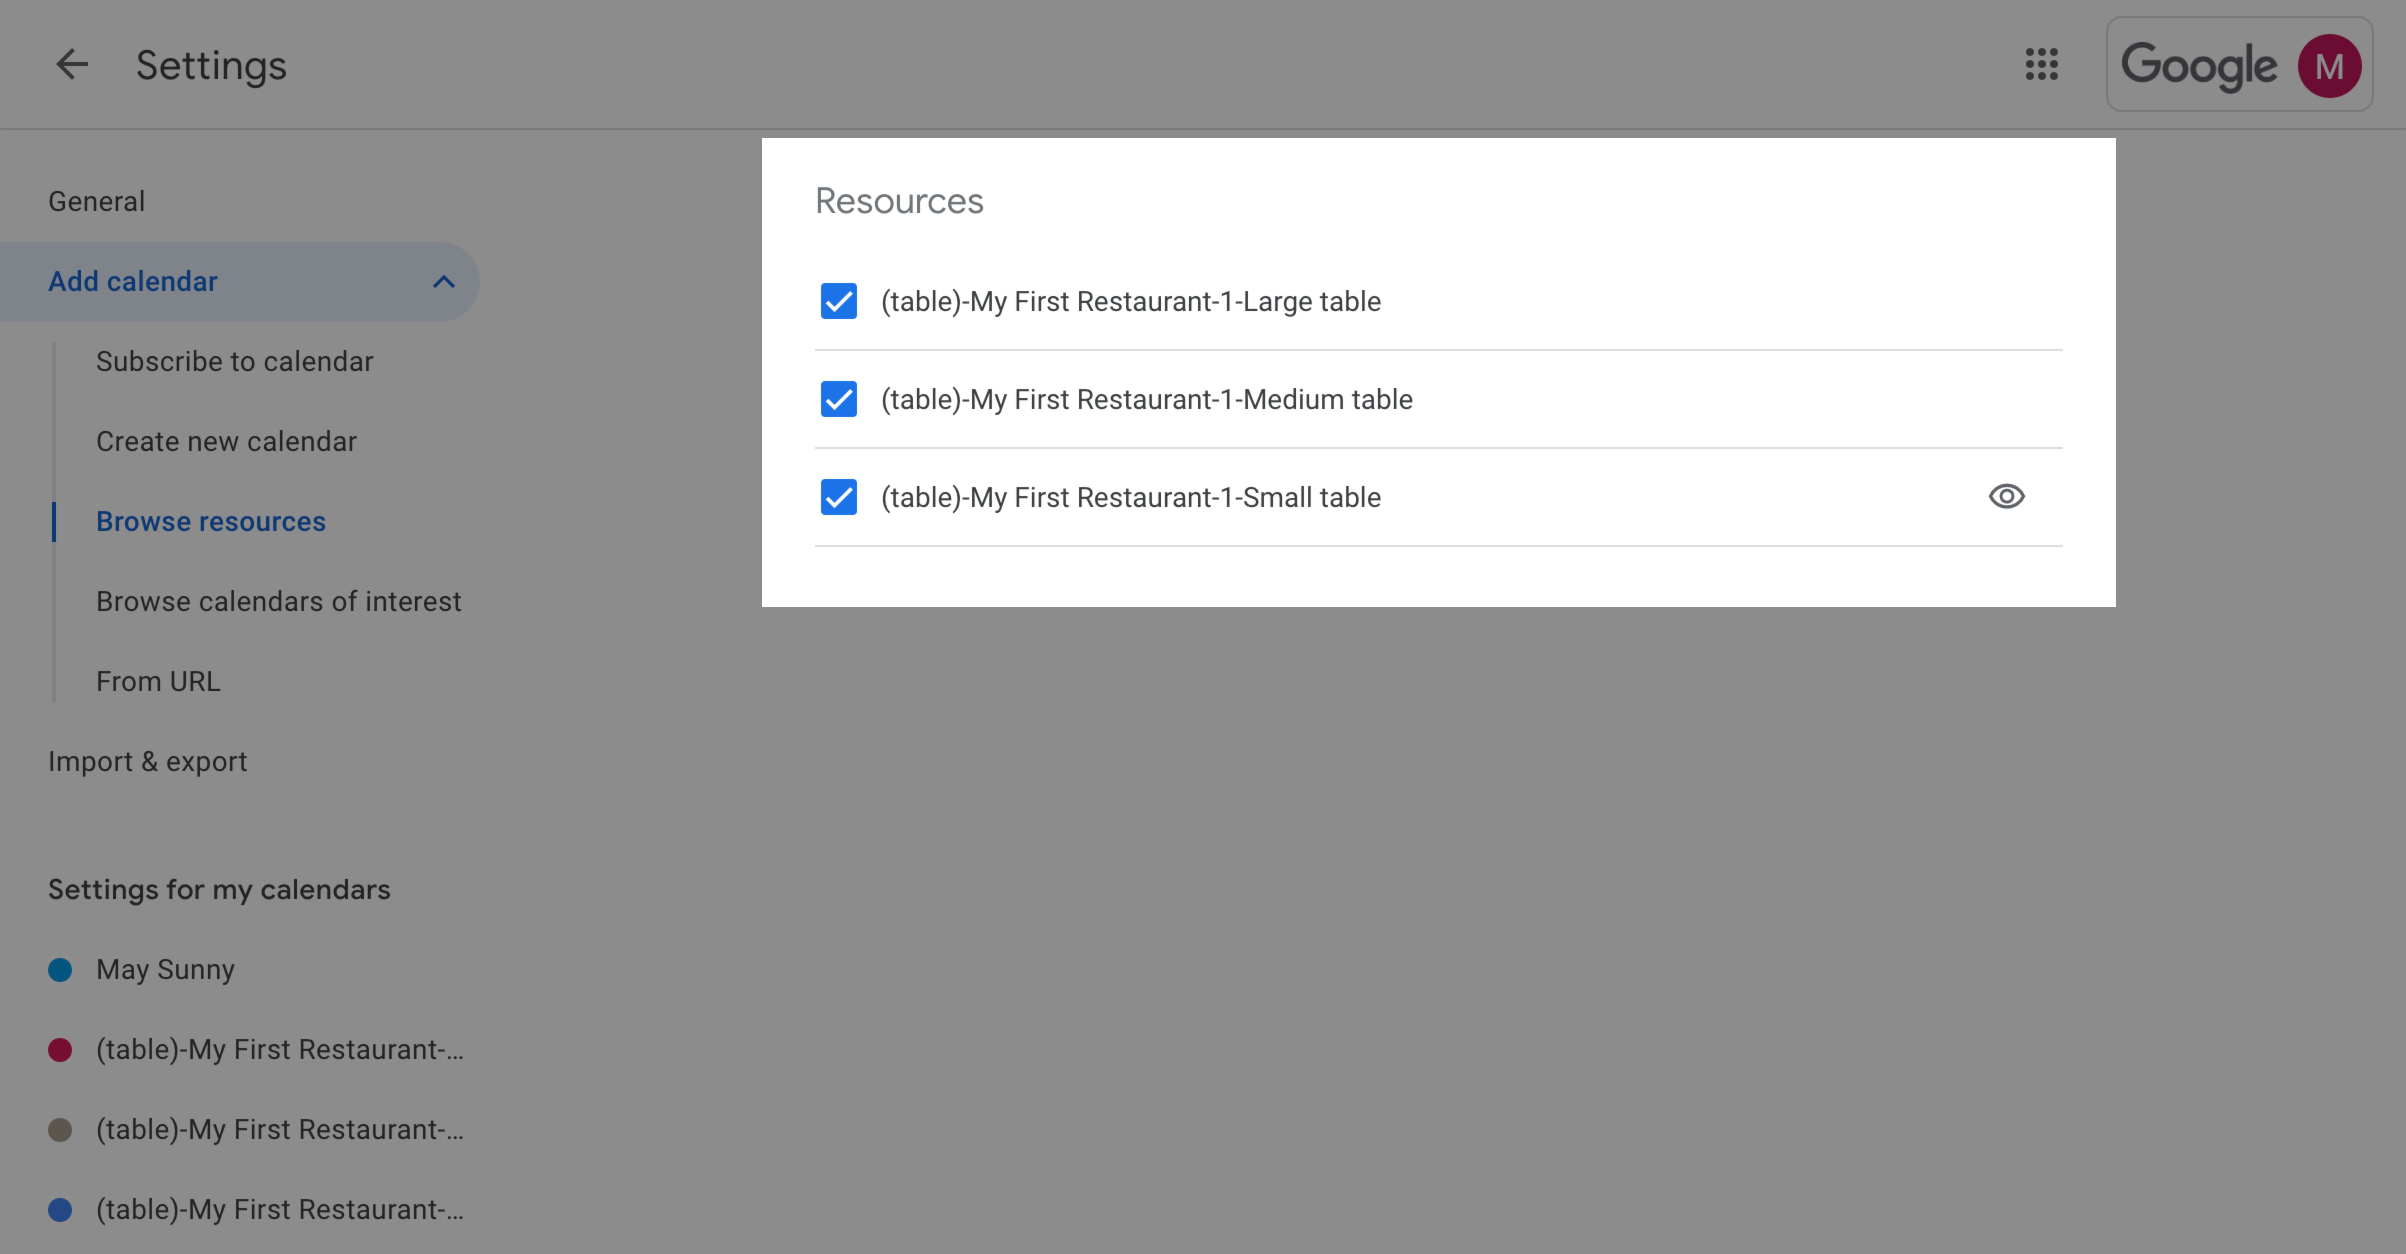 Settings
Google
M
General
Add calendar
Subscribe to calendar
Create new calendar
Browse resources
Browse calendars of interest
From URL
Import & export
Settings for my calendars
May Sunny
(table)-My First Restaurant-...
(table)-My First Restaurant-...
(table)-My First Restaurant-...
Resources
(table)-My First Restaurant-1-Large table
(table)-My First Restaurant-1-Medium table
(table)-My First Restaurant-1-Small table